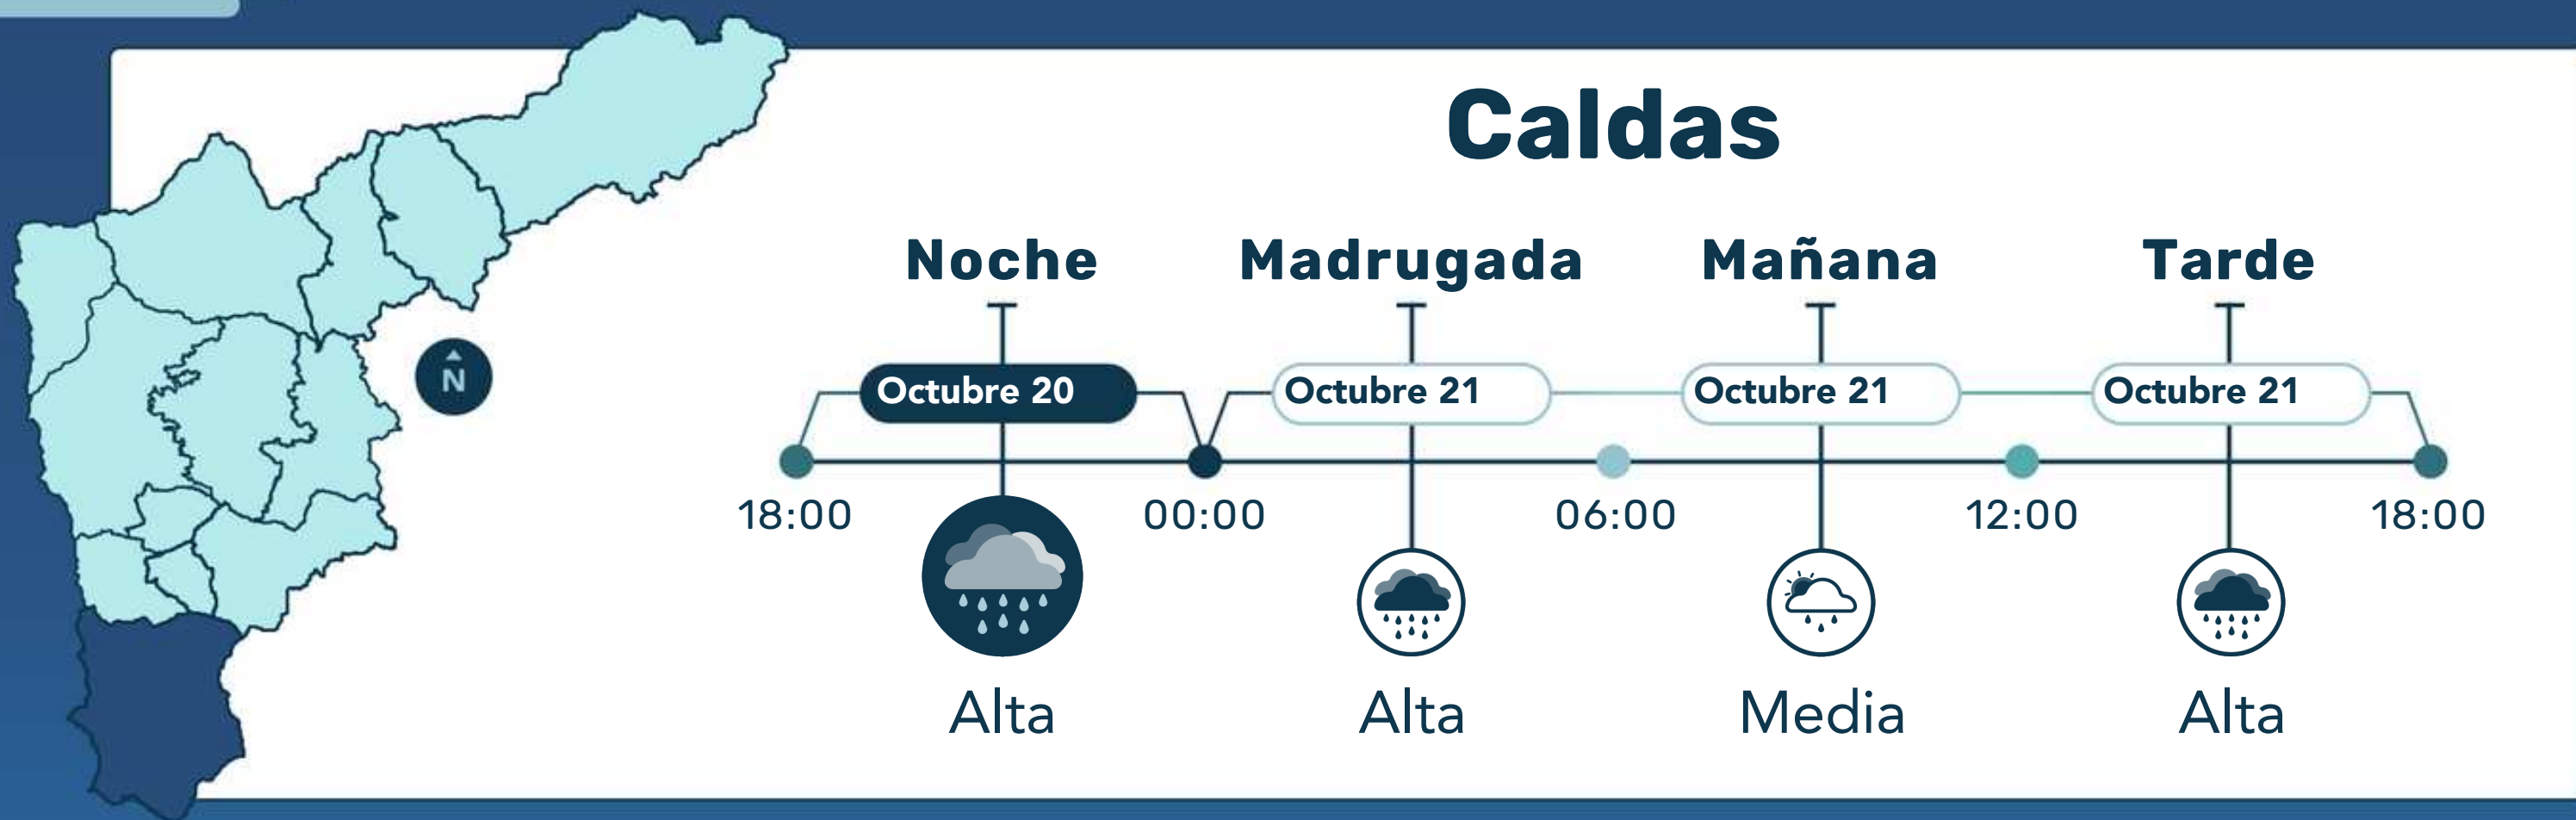 Caldas
Noche Madrugada Mañana Tarde
Octubre 20 Octubre 21 Octubre 21 Octubre 21
N
18:00 00:00 06:00 12:00 18:00
Alta Alta Media Alta